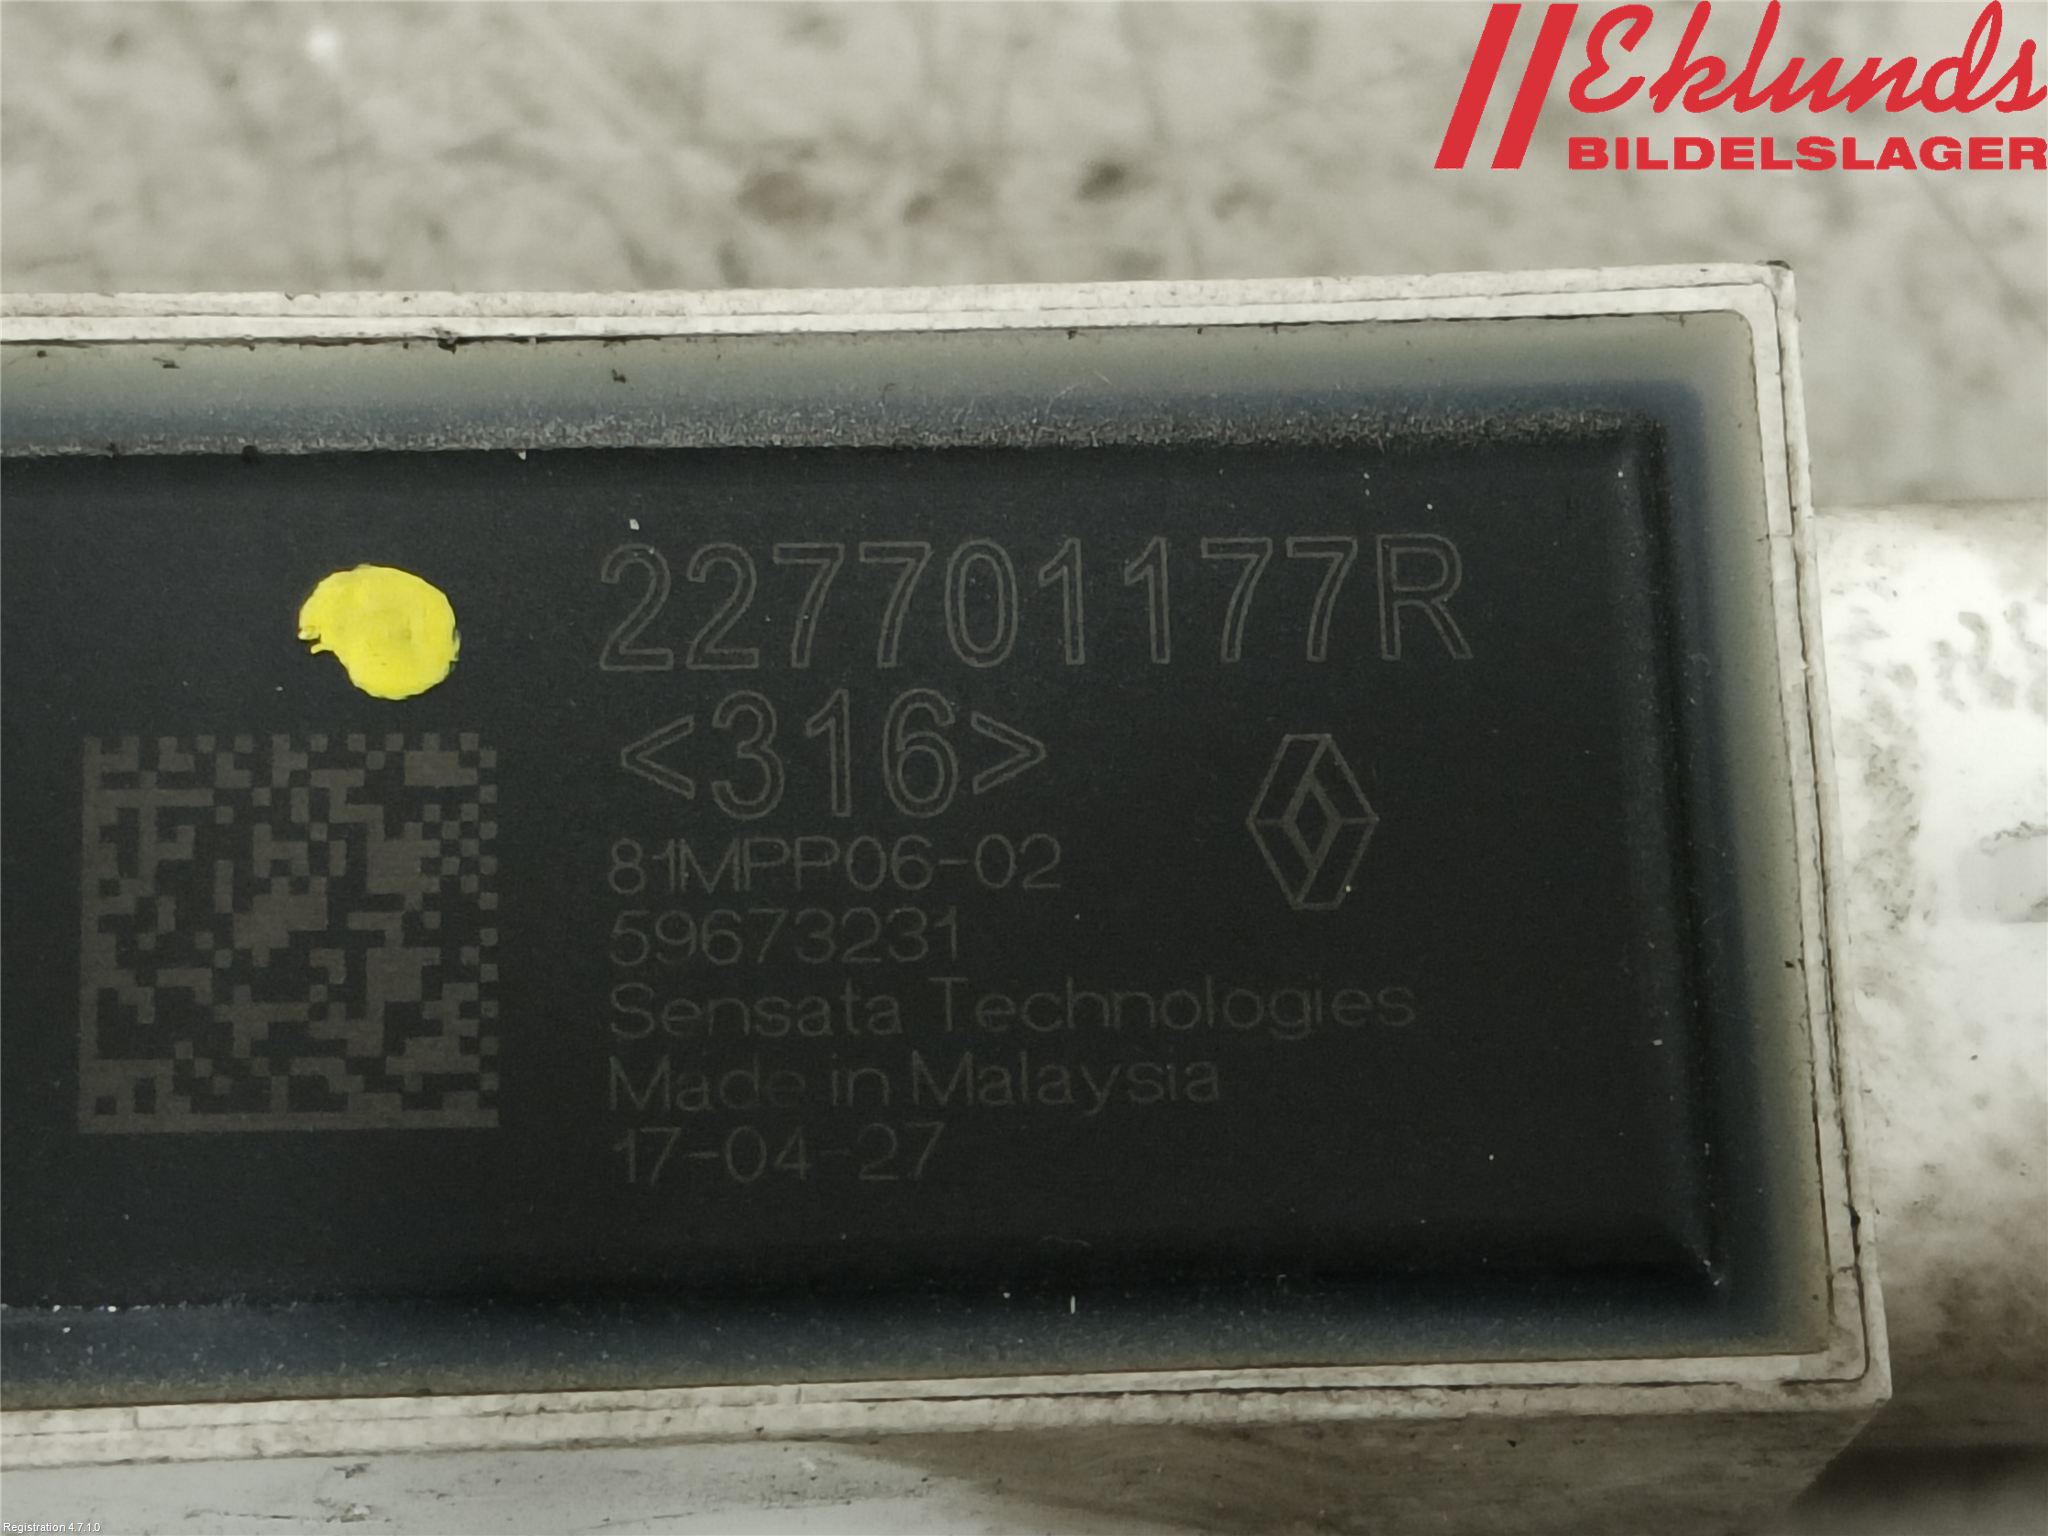 Eklunds
BILDELSLAGER
227701177R
<316>
81MPP06-02
59673231
Sensata Technologies
Made in Malaysia
17-04-27
Registration 4.7.1.0